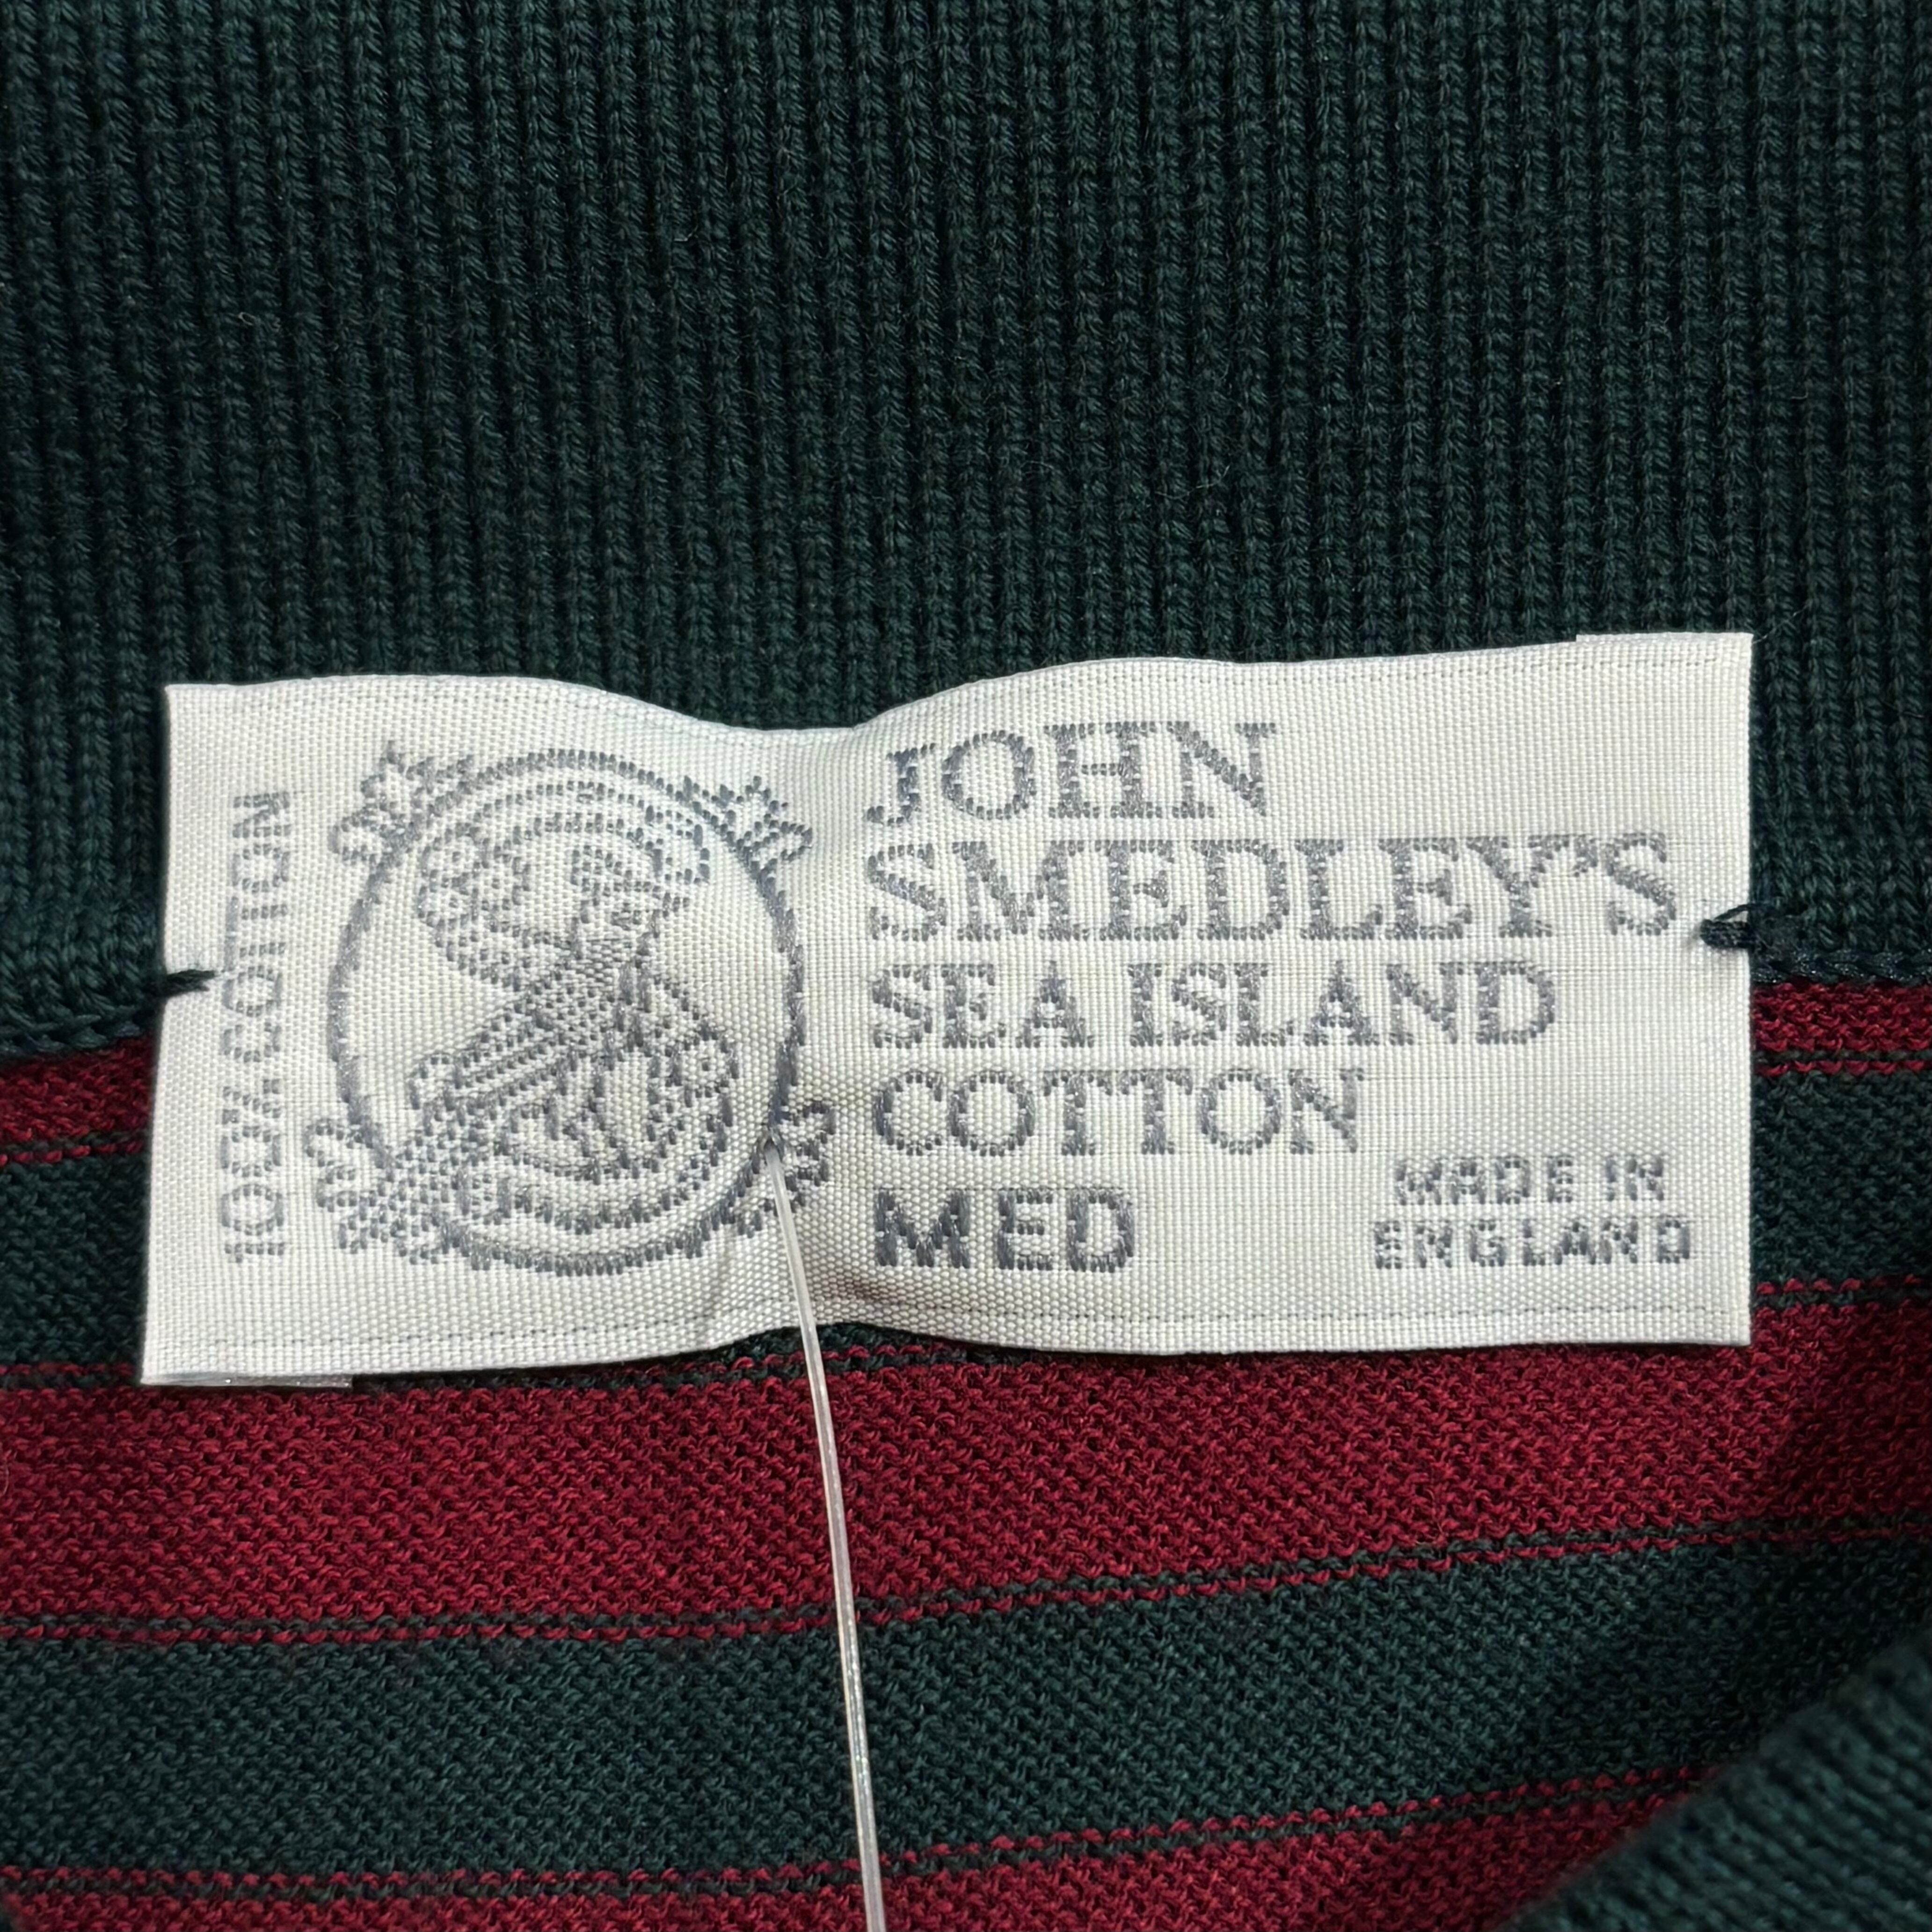 100% COTTON
JOHN
SMEDLEY'S
SEA ISLAND
COTTON
MED
MADE IN
ENGLAND